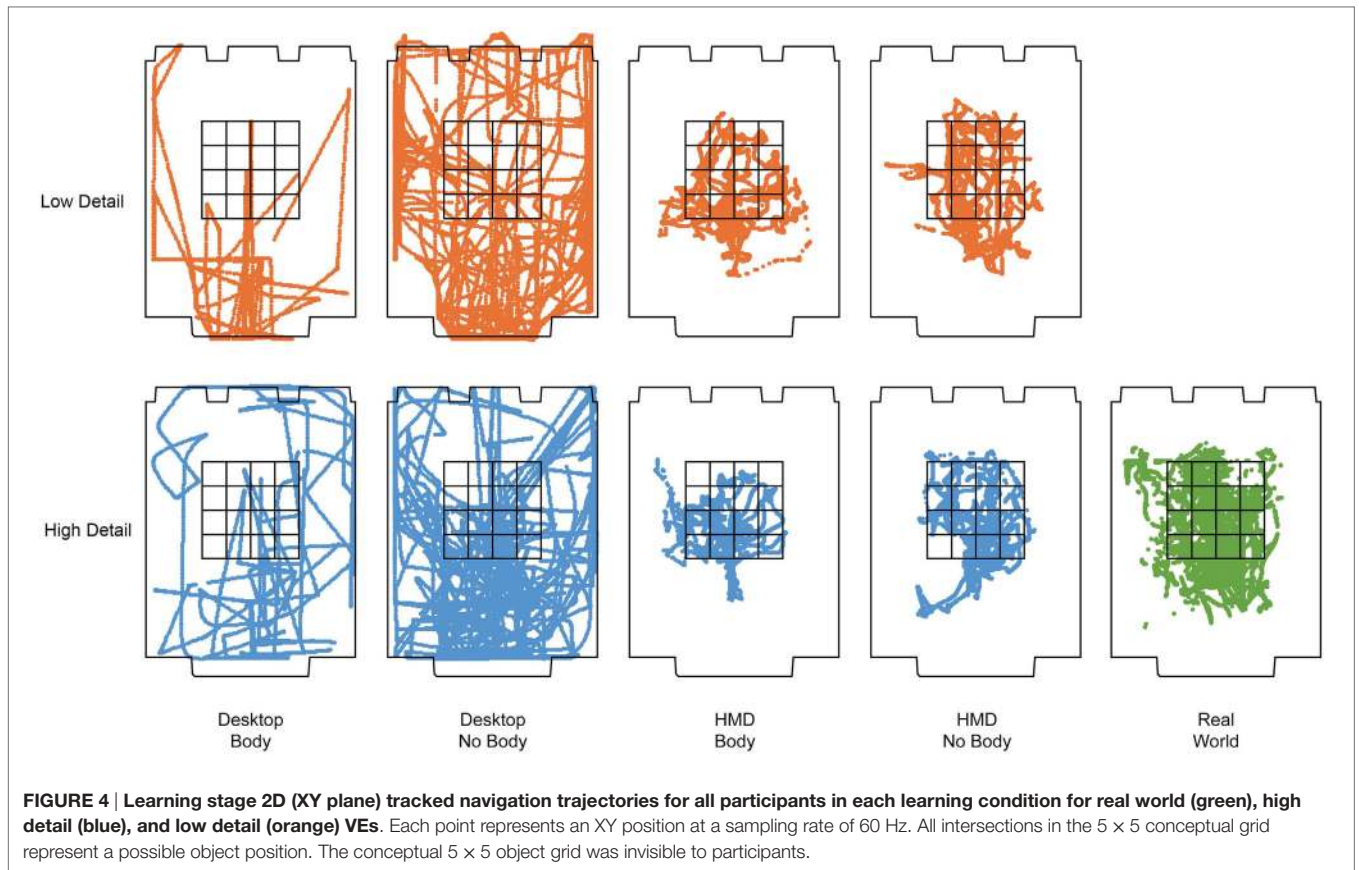 Low Detail
High Detail
Desktop
Body
Desktop
No Body
HMD
Body
HMD
No Body
Real
World
FIGURE 4 | Learning stage 2D (XY plane) tracked navigation trajectories for all participants in each learning condition for real world (green), high
detail (blue), and low detail (orange) VEs. Each point represents an XY position at a sampling rate of 60 Hz. All intersections in the 5 × 5 conceptual grid
represent a possible object position. The conceptual 5 × 5 object grid was invisible to participants.